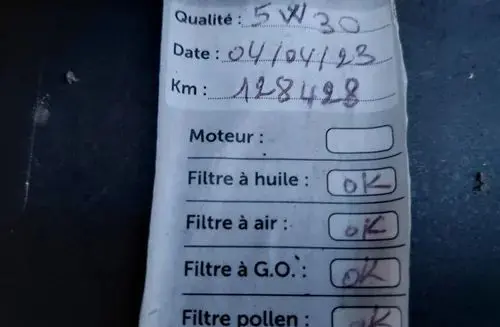 Qualité : 5W30
Date : 04/04/23
Km : 128428
Moteur :
Filtre à huile : OK
Filtre à air : OK
Filtre à G.O. : OK
Filtre pollen : OK